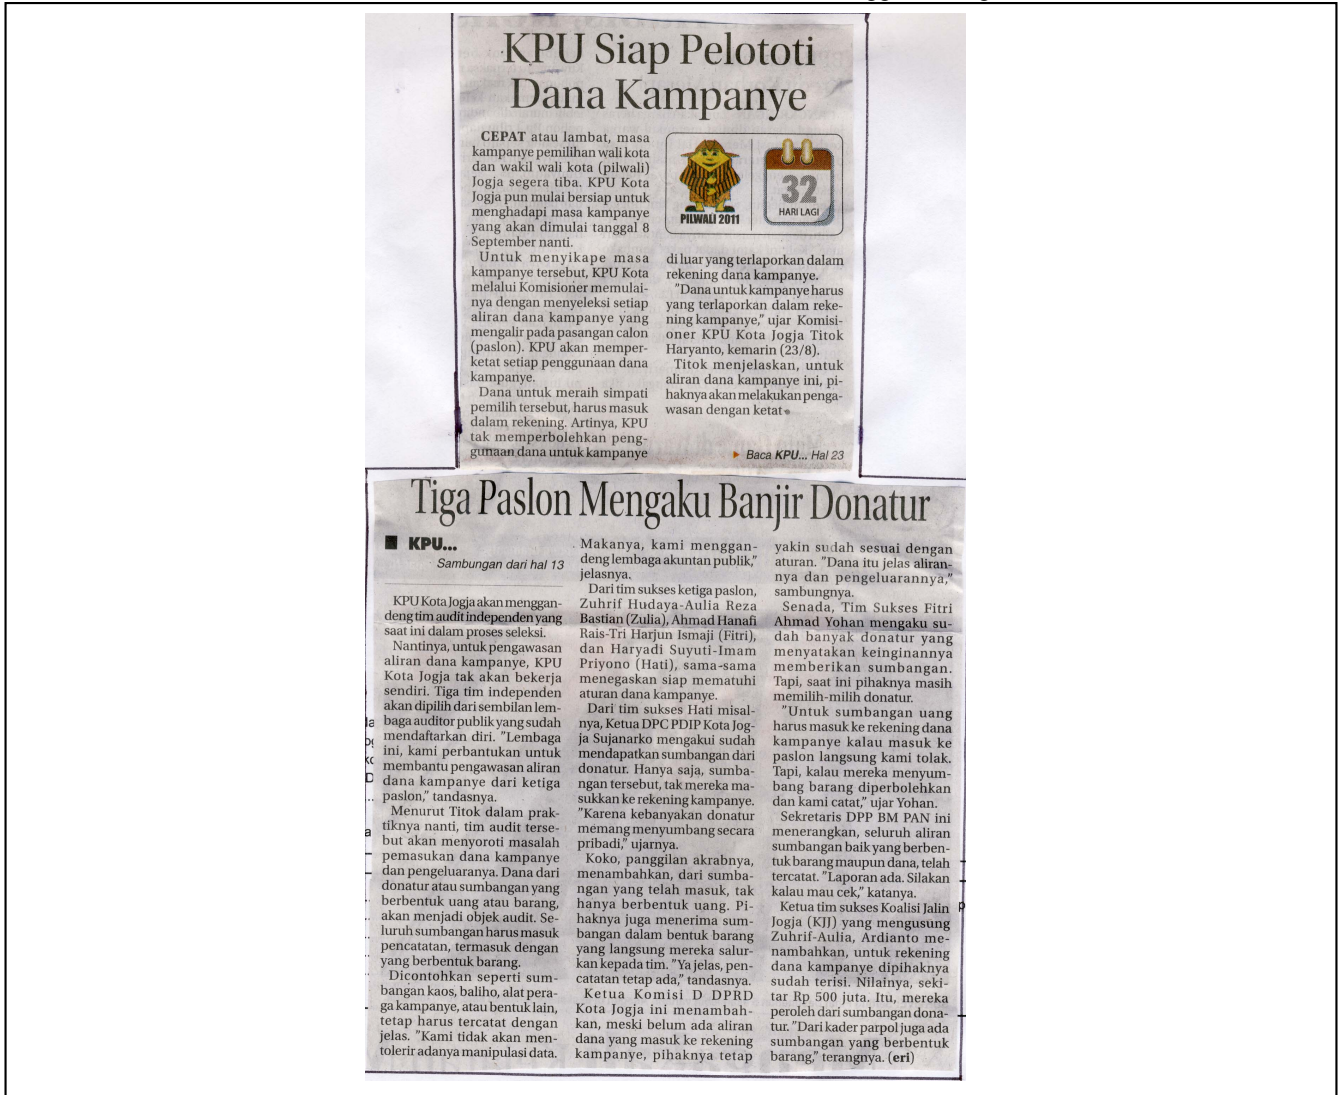 KPU Siap Pelototi
Dana Kampanye
CEPAT atau lambat, masa
kampanye pemilihan wali kota
dan wakil wali kota (pilwali)
Jogja segera tiba. KPU Kota
Jogja pun mulai bersiap untuk
menghadapi masa kampanye
yang akan dimulai tanggal 8
September nanti.
Untuk menyikape masa
kampanye tersebut, KPU Kota
melalui Komisioner memulai-
nya dengan menyeleksi setiap
aliran dana kampanye yang
mengalir pada pasangan calon
(paslon). KPU akan memper-
ketat setiap penggunaan dana
kampanye.
Dana untuk meraih simpati
pemilih tersebut, harus masuk
dalam rekening. Artinya, KPU
tak memperbolehkan peng-
gunaan dana untuk kampanye
PILWALI 2011
32
HARI LAGI
di luar yang terlaporkan dalam
rekening dana kampanye.
"Dana untuk kampanye harus
yang terlaporkan dalam reke-
ning kampanye," ujar Komisi-
oner KPU Kota Jogja Titok
Haryanto, kemarin (23/8).
Titok menjelaskan, untuk
aliran dana kampanye ini, pi-
haknya akan melakukan penga-
wasan dengan ketat
Baca KPU... Hal 23
Tiga Paslon Mengaku Banjir Donatur
KPU...
Sambungan dari hal 13
KPU Kota Jogja akan menggan-
deng tim audit independen yang
saat ini dalam proses seleksi.
Nantinya, untuk pengawasan
aliran dana kampanye, KPU
Kota Jogja tak akan bekerja
sendiri. Tiga tim independen
akan dipilih dari sembilan lem-
baga auditor publik yang sudah
mendaftarkan diri. "Lembaga
ini, kami perbantukan untuk
membantu pengawasan aliran
dana kampanye dari ketiga
paslon," tandasnya.
Menurut Titok dalam prak-
tiknya nanti, tim audit terse-
but akan menyoroti masalah
pemasukan dana kampanye
dan pengeluaranya. Dana dari
donatur atau sumbangan yang
berbentuk uang atau barang,
akan menjadi objek audit. Se-
luruh sumbangan harus masuk
pencatatan, termasuk dengan
yang berbentuk barang.
Dicontohkan seperti sum-
bangan kaos, baliho, alat pera-
ga kampanye, atau bentuk lain,
tetap harus tercatat dengan
jelas. "Kami tidak akan men-
tolerir adanya manipulasi data.
Makanya, kami menggan-
deng lembaga akuntan publik,"
jelasnya.
Dari tim sukses ketiga paslon,
Zuhrif Hudaya-Aulia Reza
Bastian (Zulia), Ahmad Hanafi
Rais-Tri Harjun Ismaji (Fitri),
dan Haryadi Suyuti-Imam
Priyono (Hati), sama-sama
menegaskan siap mematuhi
aturan dana kampanye.
Dari tim sukses Hati misal-
nya, Ketua DPC PDIP Kota Jog-
ja Sujanarko mengakui sudah
mendapatkan sumbangan dari
donatur. Hanya saja, sumba-
ngan tersebut, tak mereka ma-
sukkan ke rekening kampanye.
"Karena kebanyakan donatur
memang menyumbang secara
pribadi," ujarnya.
Koko, panggilan akrabnya,
menambahkan, dari sumba-
ngan yang telah masuk, tak
hanya berbentuk uang. Pi-
haknya juga menerima sum-
bangan dalam bentuk barang
yang langsung mereka salur-
kan kepada tim. "Ya jelas, pen-
catatan tetap ada," tandasnya.
Ketua Komisi D DPRD
Kota Jogja ini menambah-
kan, meski belum ada aliran
dana yang masuk ke rekening
kampanye, pihaknya tetap
yakin sudah sesuai dengan
aturan. "Dana itu jelas aliran-
nya dan pengeluarannya,"
sambungnya.
Senada, Tim Sukses Fitri
Ahmad Yohan mengaku su-
dah banyak donatur yang
menyatakan keinginannya
memberikan sumbangan.
Tapi, saat ini pihaknya masih
memilih-milih donatur.
"Untuk sumbangan uang
harus masuk ke rekening dana
kampanye kalau masuk ke
paslon langsung kami tolak.
Tapi, kalau mereka menyum-
bang barang diperbolehkan
dan kami catat," ujar Yohan.
Sekretaris DPP BM PAN ini
menerangkan, seluruh aliran
sumbangan baik yang berben-
tuk barang maupun dana, telah
tercatat. "Laporan ada. Silakan
kalau mau cek," katanya.
Ketua tim sukses Koalisi Jalin
Jogja (KJJ) yang mengusung
Zuhrif-Aulia, Ardianto me-
nambahkan, untuk rekening
dana kampanye dipihaknya
sudah terisi. Nilainya, seki-
tar Rp 500 juta. Itu, mereka
peroleh dari sumbangan dona-
tur. "Dari kader parpol juga ada
sumbangan yang berbentuk
barang," terangnya. (eri)